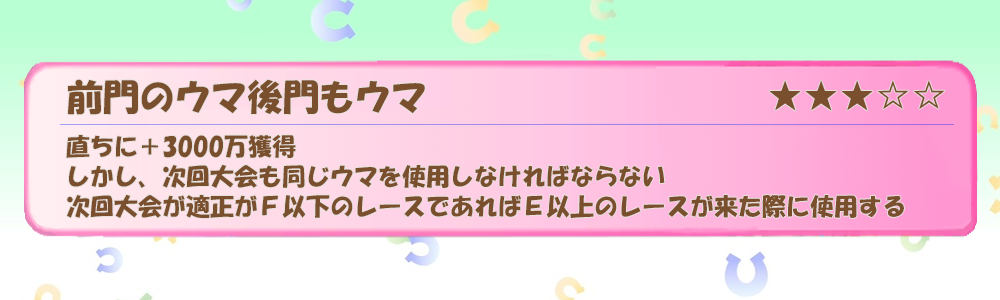 前門のウマ後門もウマ
★★★☆☆
直ちに＋3000万獲得
しかし、次回大会も同じウマを使用しなければならない
次回大会が適正がＦ以下のレースであればＥ以上のレースが来た際に使用する